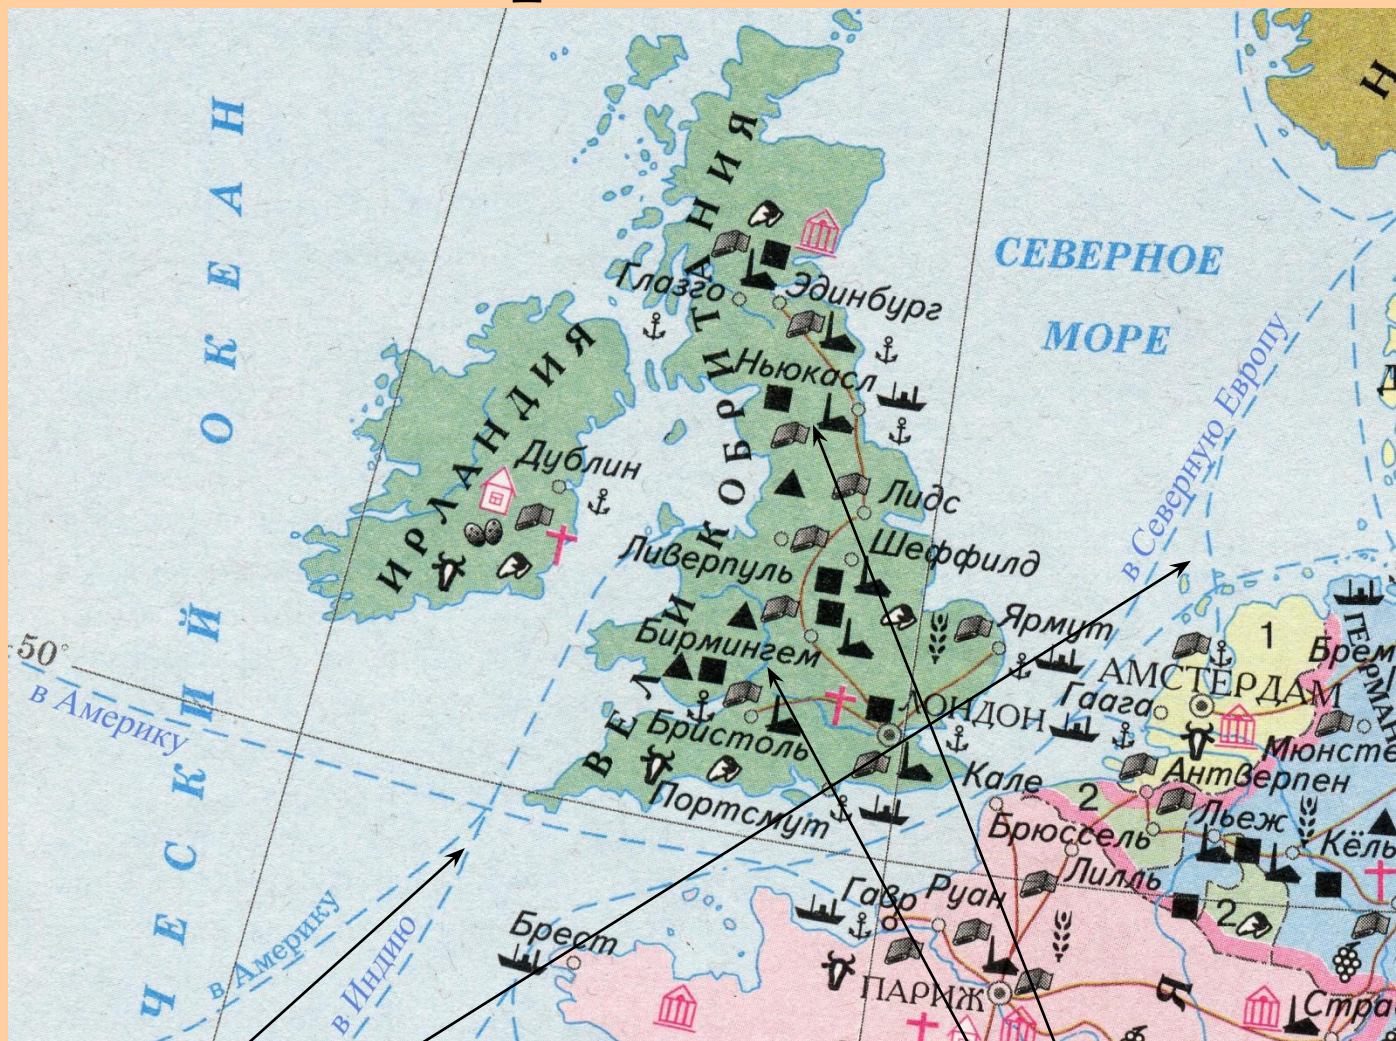 ЧЕСКИЙ ОКЕАН
СЕВЕРНОЕ
МОРЕ
ВЕЛИКОБРИТАНИЯ
ИРЛАНДИЯ
Н
Глазго
Эдинбург
Ньюкасл
Дублин
Лидс
Ливерпуль
Шеффилд
Бирмингем
Ярмут
ЛОНДОН
Бристоль
Портсмут
в Северную Европу
50°
в Америку
в Америку
в Индию
1
Брем
ГЕРМАН
АМСТЕРДАМ
Гаага
Мюнсте
Антверпен
Кале
2
Льеж
Брюссель
Кёль
Лилль
2
Гавр
Руан
Брест
ПАРИЖ
Стра